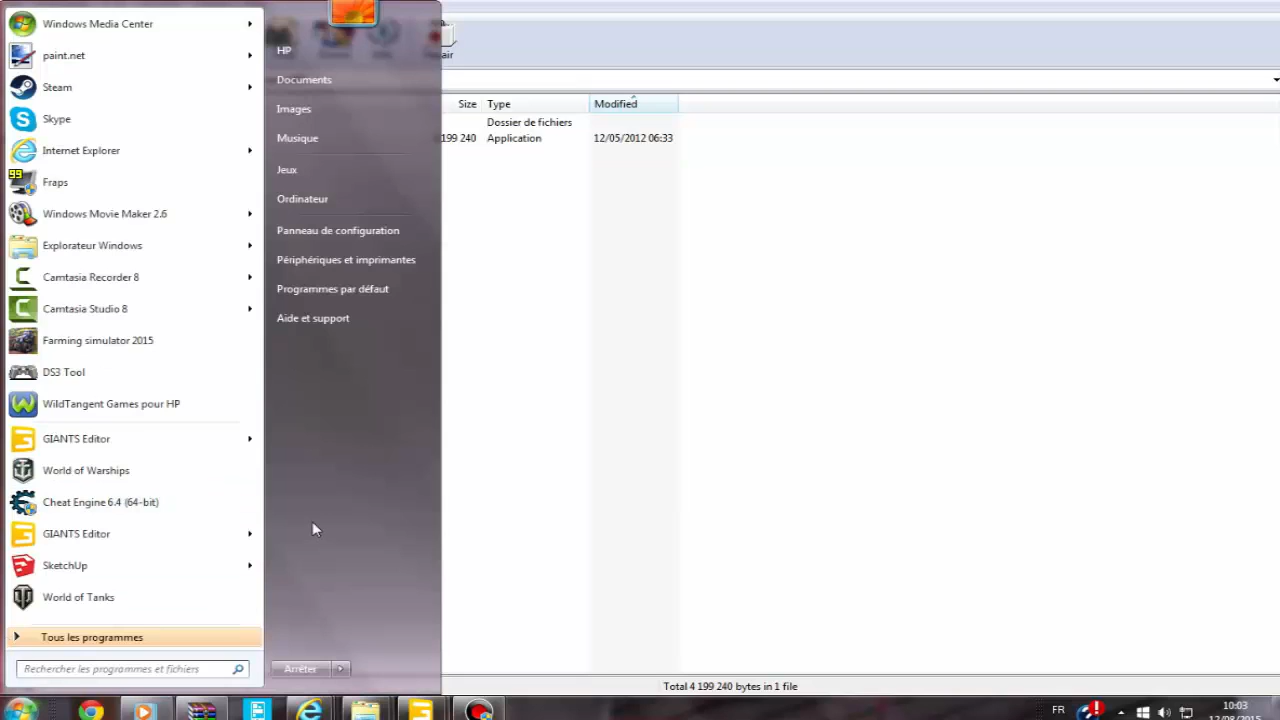 Windows Media Center
paint.net
Steam
Skype
Internet Explorer
99
Fraps
Windows Movie Maker 2.6
Explorateur Windows
Camtasia Recorder 8
Camtasia Studio 8
Farming simulator 2015
DS3 Tool
WildTangent Games pour HP
GIANTS Editor
World of Warships
Cheat Engine 6.4 (64-bit)
GIANTS Editor
SketchUp
World of Tanks
Tous les programmes
Rechercher les programmes et fichiers
HP
Documents
Images
Musique
Jeux
Ordinateur
Panneau de configuration
Périphériques et imprimantes
Programmes par défaut
Aide et support
Arrêter
Size Type Modified
Dossier de fichiers
199 240 Application 12/05/2012 06:33
Total 4 199 240 bytes in 1 file
FR
10:03
12/08/2015